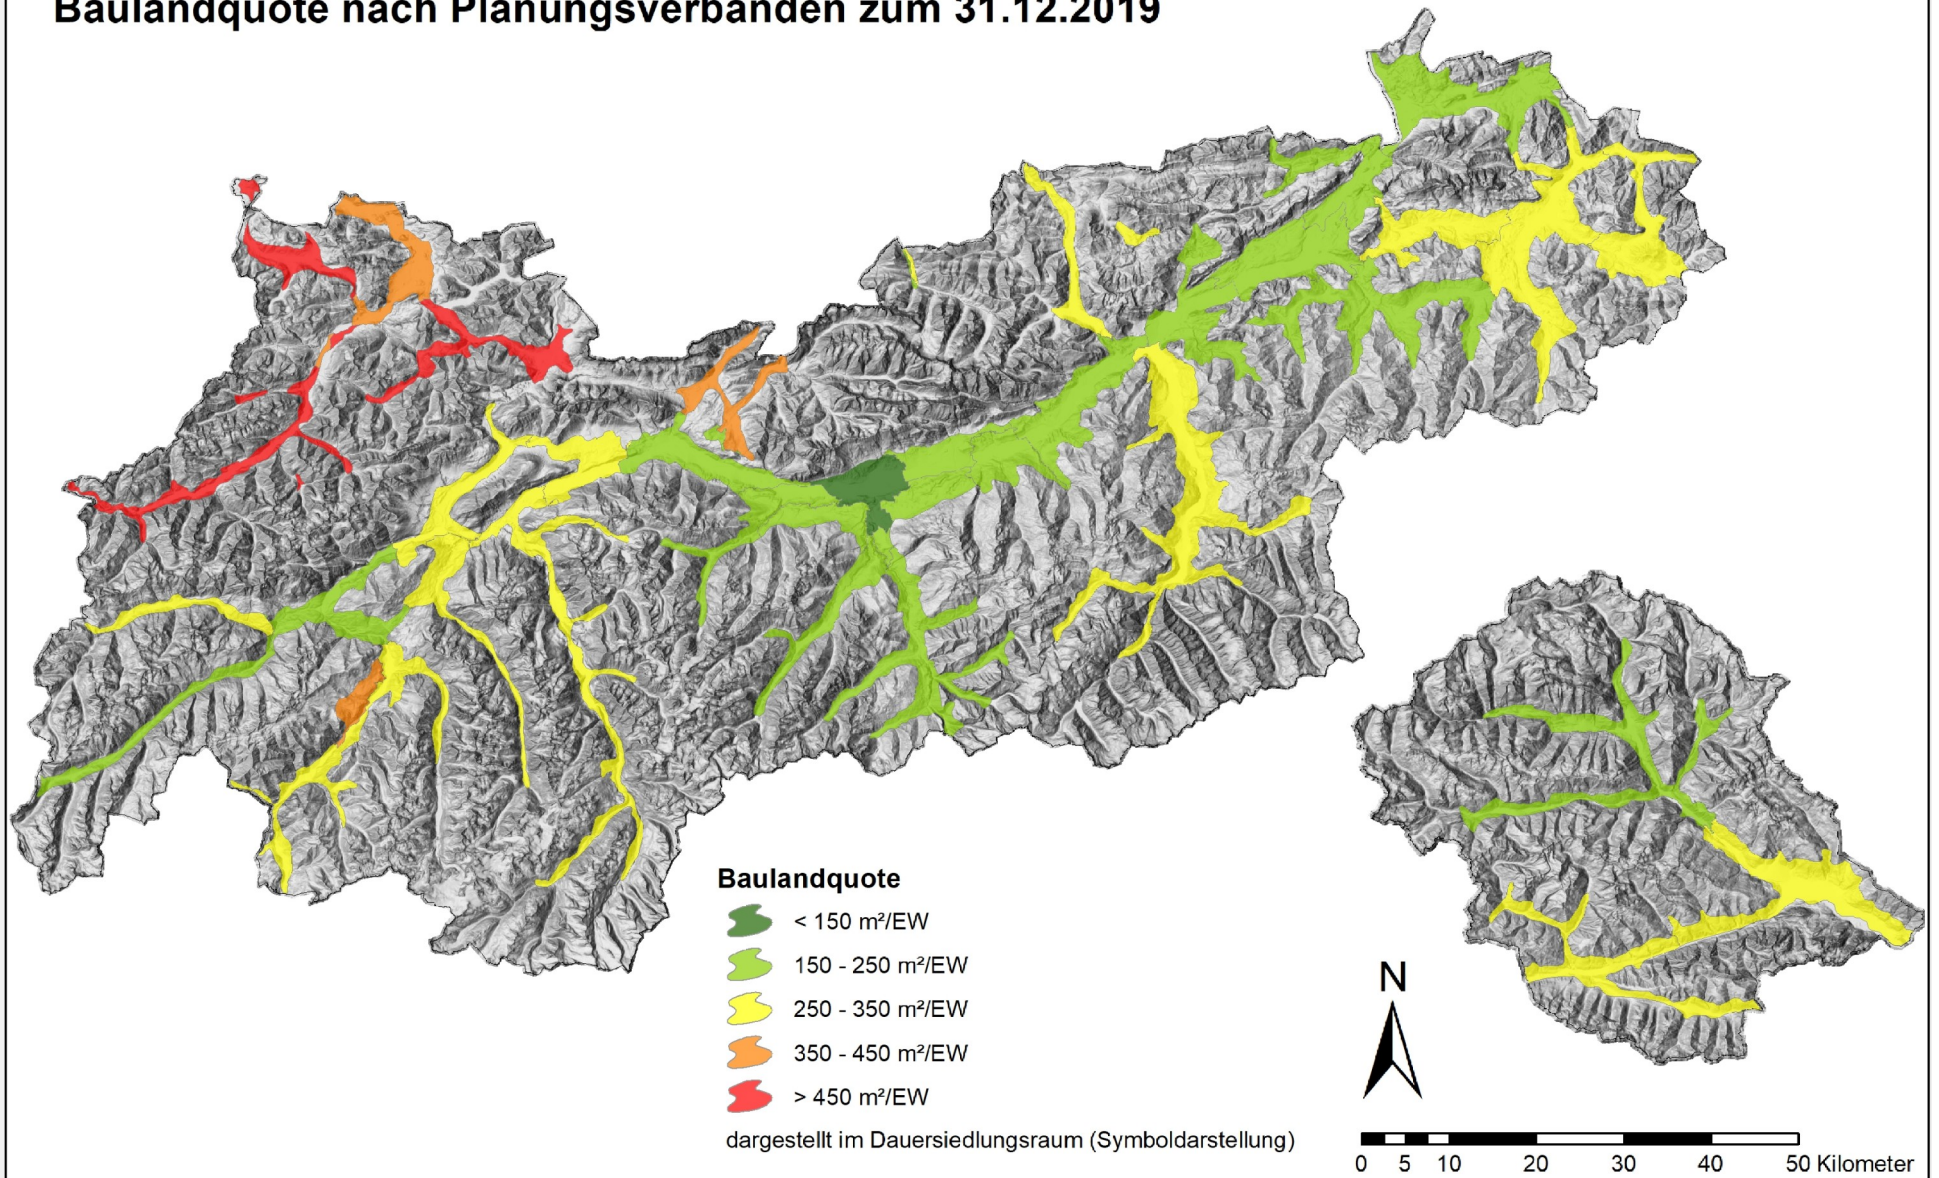 Baulandquote nach Planungsverbänden zum 31.12.2019
Baulandquote
< 150 m²/EW
150 - 250 m²/EW
250 - 350 m²/EW
350 - 450 m²/EW
> 450 m²/EW
dargestellt im Dauersiedlungsraum (Symboldarstellung)
N
0 5 10 20 30 40 50 Kilometer